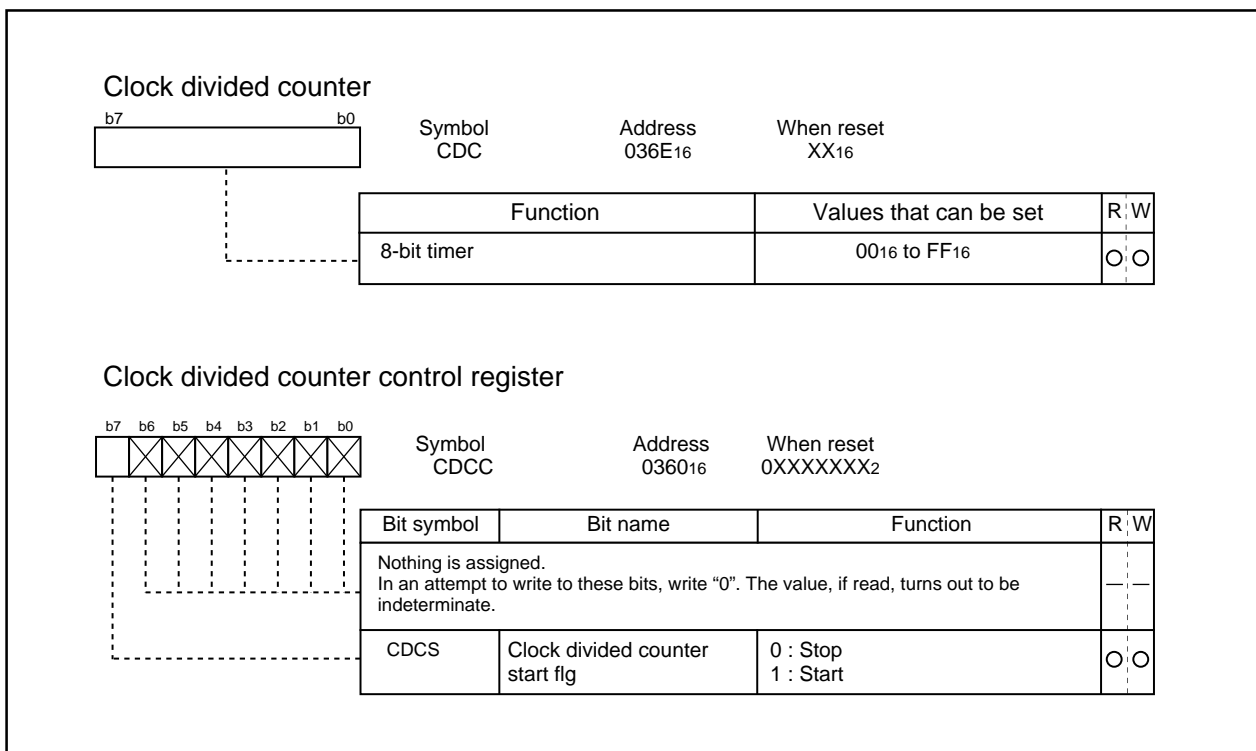 Clock divided counter
b7 b0
Symbol Address When reset
CDC 036E16 XX16
Function Values that can be set R W
8-bit timer 0016 to FF16 O O
Clock divided counter control register
b7 b6 b5 b4 b3 b2 b1 b0
Symbol Address When reset
CDCC 036016 0XXXXXXX2
Bit symbol Bit name Function R W
Nothing is assigned.
In an attempt to write to these bits, write “0”. The value, if read, turns out to be — —
indeterminate.
CDCS Clock divided counter 0 : Stop O O
start flg 1 : Start